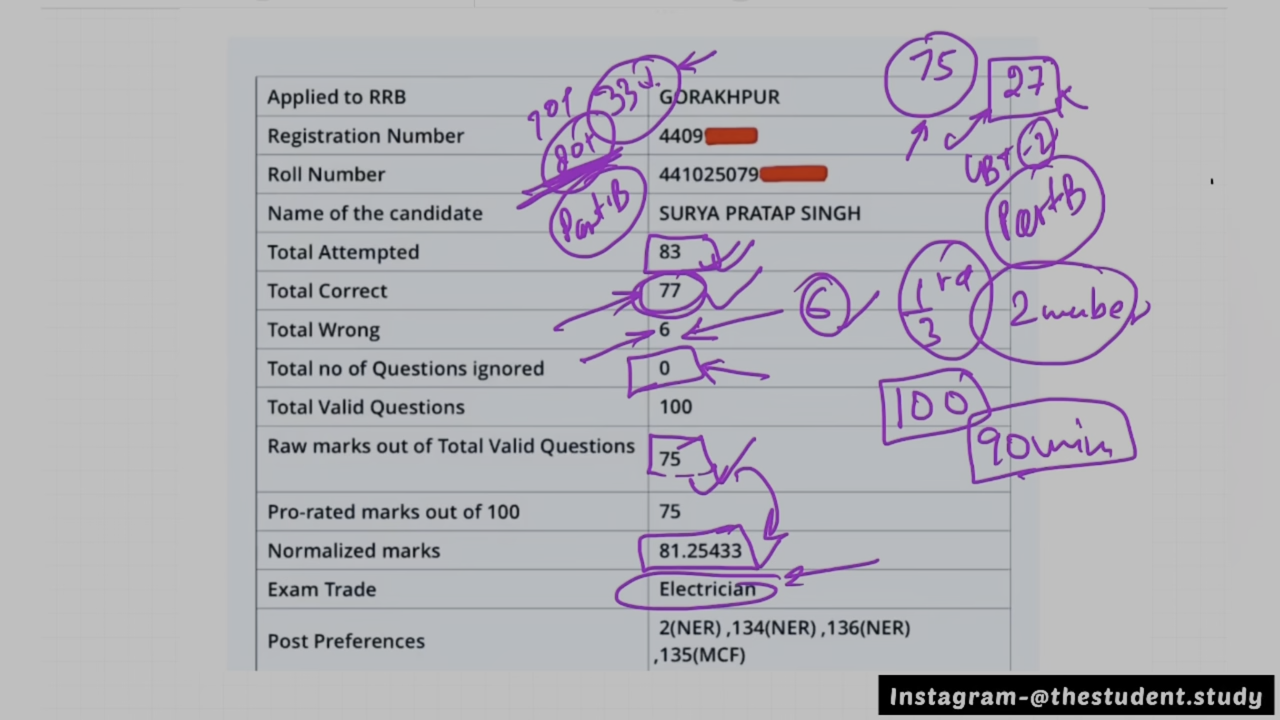 Applied to RRB GORAKHPUR
Registration Number 4409
Roll Number 441025079
Name of the candidate SURYA PRATAP SINGH
Total Attempted 83
Total Correct 77
Total Wrong 6
Total no of Questions ignored 0
Total Valid Questions 100
Raw marks out of Total Valid Questions 75
Pro-rated marks out of 100 75
Normalized marks 81.25433
Exam Trade Electrician
Post Preferences 2(NER) ,134(NER) ,136(NER)
,135(MCF)
Part:B
75
27
-2
Part-B
6
1/3 rd
100
90 min
Instagram-@thestudent.study